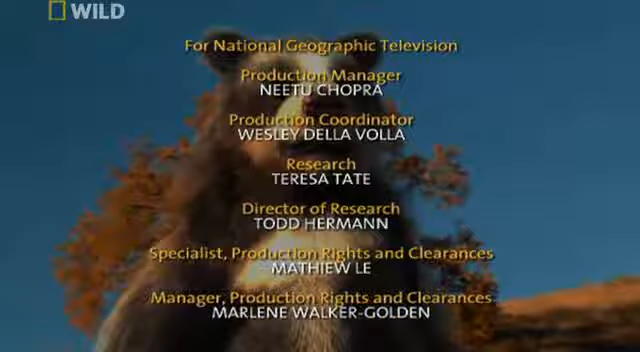 WILD
For National Geographic Television
Production Manager
NEETU CHOPRA
Production Coordinator
WESLEY DELLA VOLLA
Research
TERESA TATE
Director of Research
TODD HERMANN
Specialist, Production Rights and Clearances
MATHIEW LE
Manager, Production Rights and Clearances
MARLENE WALKER-GOLDEN